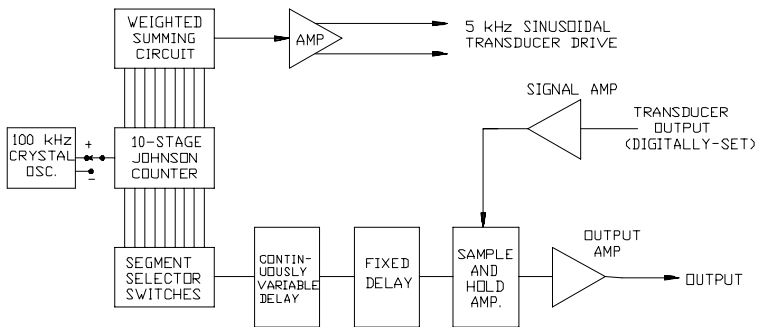 WEIGHTED
SUMMING
CIRCUIT
AMP
5 kHz SINUSOIDAL
TRANSDUCER DRIVE
SIGNAL AMP
TRANSDUCER
OUTPUT
(DIGITALLY-SET)
100 kHz
CRYSTAL
OSC.
+
-
10-STAGE
JOHNSON
COUNTER
SEGMENT
SELECTOR
SWITCHES
CONTIN-
UOUSLY
VARIABLE
DELAY
FIXED
DELAY
SAMPLE
AND
HOLD
AMP.
OUTPUT
AMP
OUTPUT